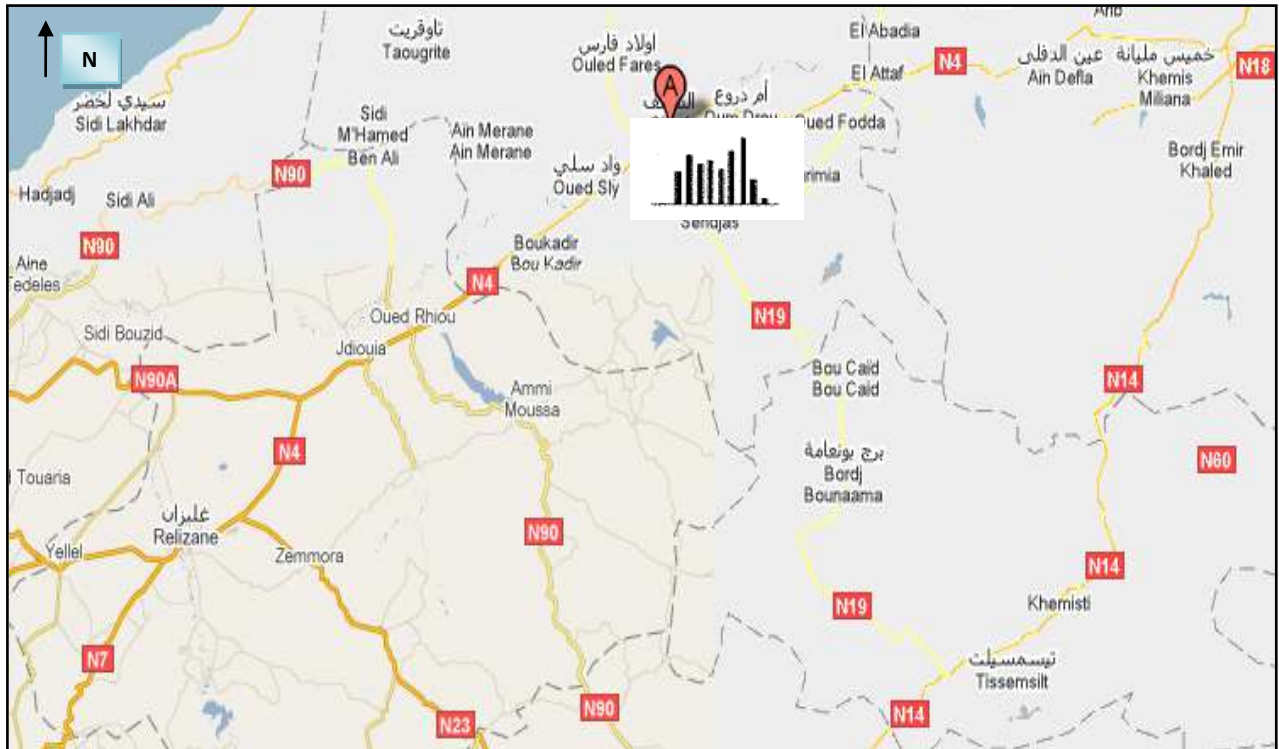 N
تاوقريت
Taougrite
اولاد فارس
Ouled Fares
El Abadia
N4
El Attaf
عين الدفلى
Ain Defla
خميس مليانة
Khemis
Miliana
N18
سيدي لخضر
Sidi Lakhdar
Sidi
M'Hamed
Ben Ali
Ain Merane
Ain Merane
A
أم دروع
Oum Drou
Oued Fodda
واد سلي
Oued Sly
Bordj Emir
Khaled
N90
Hadjadj
Sidi Ali
Sendjas
N90
Boukadir
Bou Kadir
N4
Aine
N60
Sidi Bouzid
Oued Rhiou
Jdiouia
N19
Bou Caïd
Bou Caid
N90A
Ammi
Moussa
N14
N4
برج بونعامة
Bordj
Bounaama
Touaria
غليزان
Relizane
Yellel
Zemmora
N90
N14
N19
Khemisti
N7
تيسمسيلت
Tissemsilt
N90
N14
N23